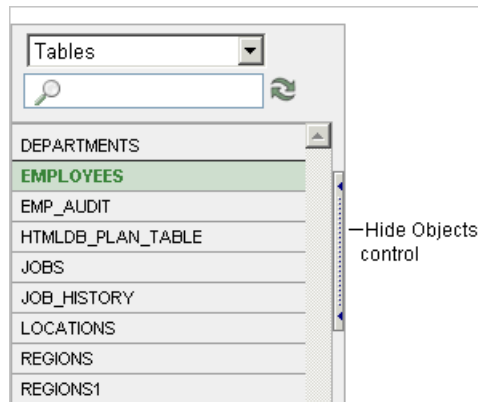 Tables
DEPARTMENTS
EMPLOYEES
EMP_AUDIT
HTMLDB_PLAN_TABLE
JOBS
JOB_HISTORY
LOCATIONS
REGIONS
REGIONS1
Hide Objects
control